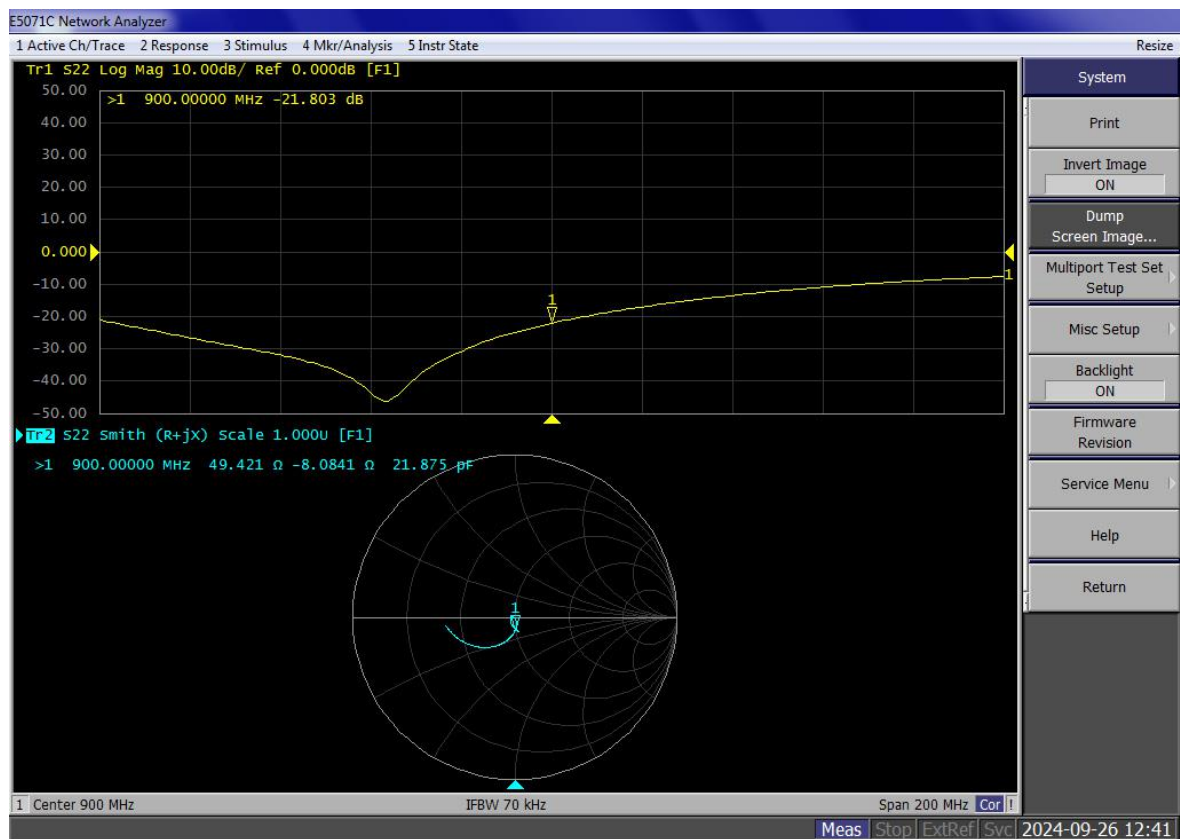 E5071C Network Analyzer
1 Active Ch/Trace 2 Response 3 Stimulus 4 Mkr/Analysis 5 Instr State Resize
Tr1 S22 Log Mag 10.00dB/ Ref 0.000dB [F1]
>1 900.00000 MHz -21.803 dB
50.00
40.00
30.00
20.00
10.00
0.000
-10.00
-20.00
-30.00
-40.00
-50.00
1
1
Tr2 S22 Smith (R+jX) Scale 1.000U [F1]
>1 900.00000 MHz 49.421 Ω -8.0841 Ω 21.875 pF
1
1 Center 900 MHz IFBW 70 kHz Span 200 MHz Cor !
System
Print
Invert Image
ON
Dump
Screen Image...
Multiport Test Set
Setup
Misc Setup
Backlight
ON
Firmware
Revision
Service Menu
Help
Return
Meas Stop ExtRef Svc 2024-09-26 12:41